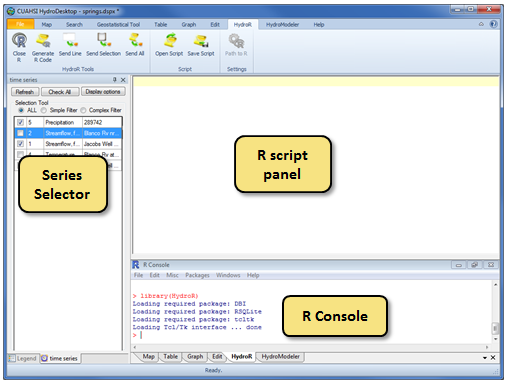 CUAHSI HydroDesktop - springs.dspx *
File Map Search Geostatistical Tool Table Graph Edit HydroR HydroModeler Help
Close R
Generate R Code
Send Line
Send Selection
Send All
Open Script
Save Script
Path to R
HydroR Tools Script Settings
time series
Refresh Check All Display options
Selection Tool
ALL Simple Filter Complex Filter
5 Precipitation 289742
2 Streamflow, f... Blanco Rv nr...
1 Streamflow, f... Jacobs Well ...
4 Temperature Blanco Rv at
Well ...
Series Selector
R script panel
R Console
File Edit Misc Packages Windows Help
> library(HydroR)
Loading required package: DBI
Loading required package: RSQLite
Loading required package: tcltk
Loading Tcl/Tk interface ... done
>
R Console
Legend time series
Map Table Graph Edit HydroR HydroModeler
Ready.